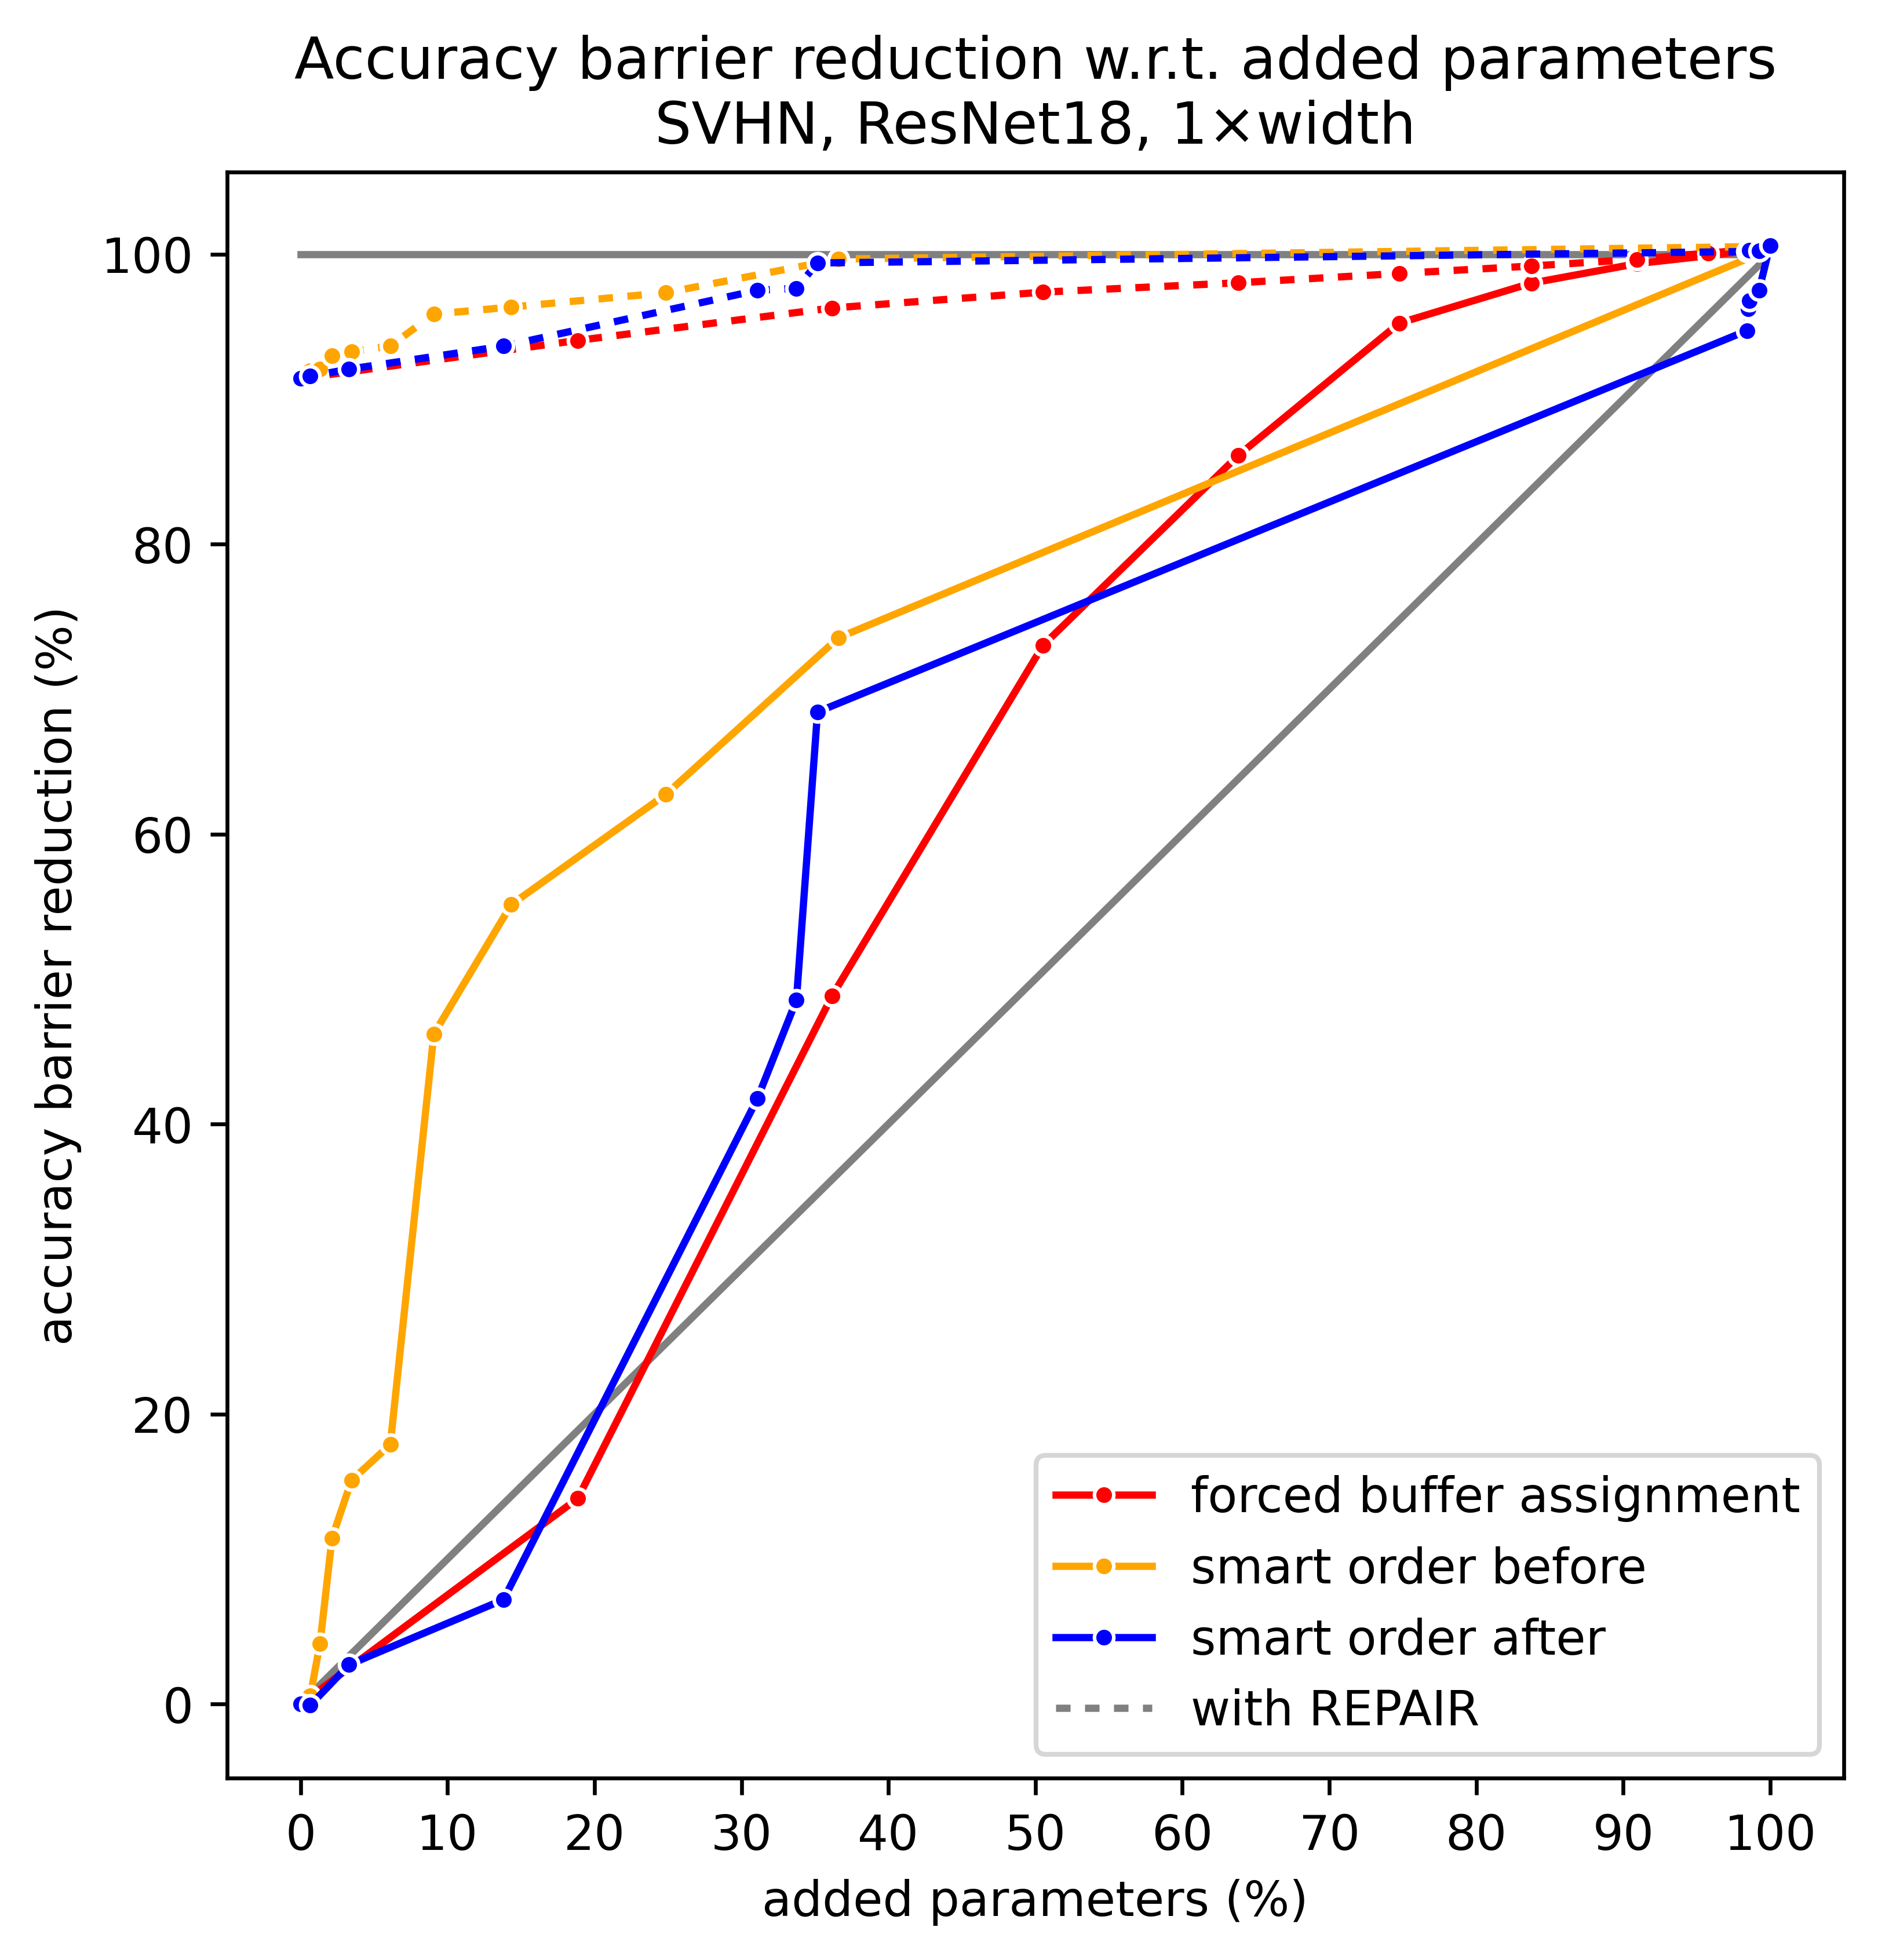 Accuracy barrier reduction w.r.t. added parameters
SVHN, ResNet18, 1×width
accuracy barrier reduction (%)
100
80
60
40
20
0
forced buffer assignment
smart order before
smart order after
with REPAIR
0 10 20 30 40 50 60 70 80 90 100
added parameters (%)